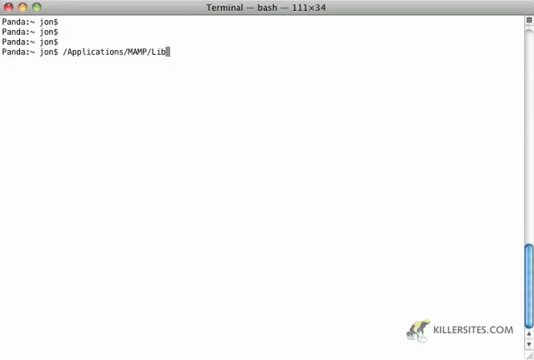 Terminal — bash — 111×34
Panda:~ jon$
Panda:~ jon$
Panda:~ jon$
Panda:~ jon$ /Applications/MAMP/Lib
KILLERSITES.COM